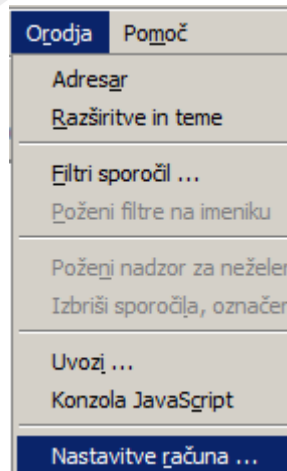 Orodja Pomoč
Adresar
Razširitve in teme
Filtri sporočil ...
Poženi filtre na imeniku
Poženi nadzor za
Izbriši sporočila,
Uvozi ...
Konzola JavaScript
Nastavitve računa ...